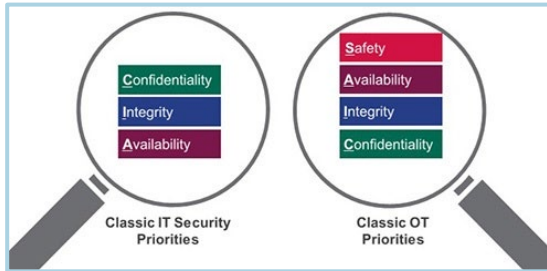 Confidentiality
Integrity
Availability
Classic IT Security
Priorities
Safety
Availability
Integrity
Confidentiality
Classic OT
Priorities